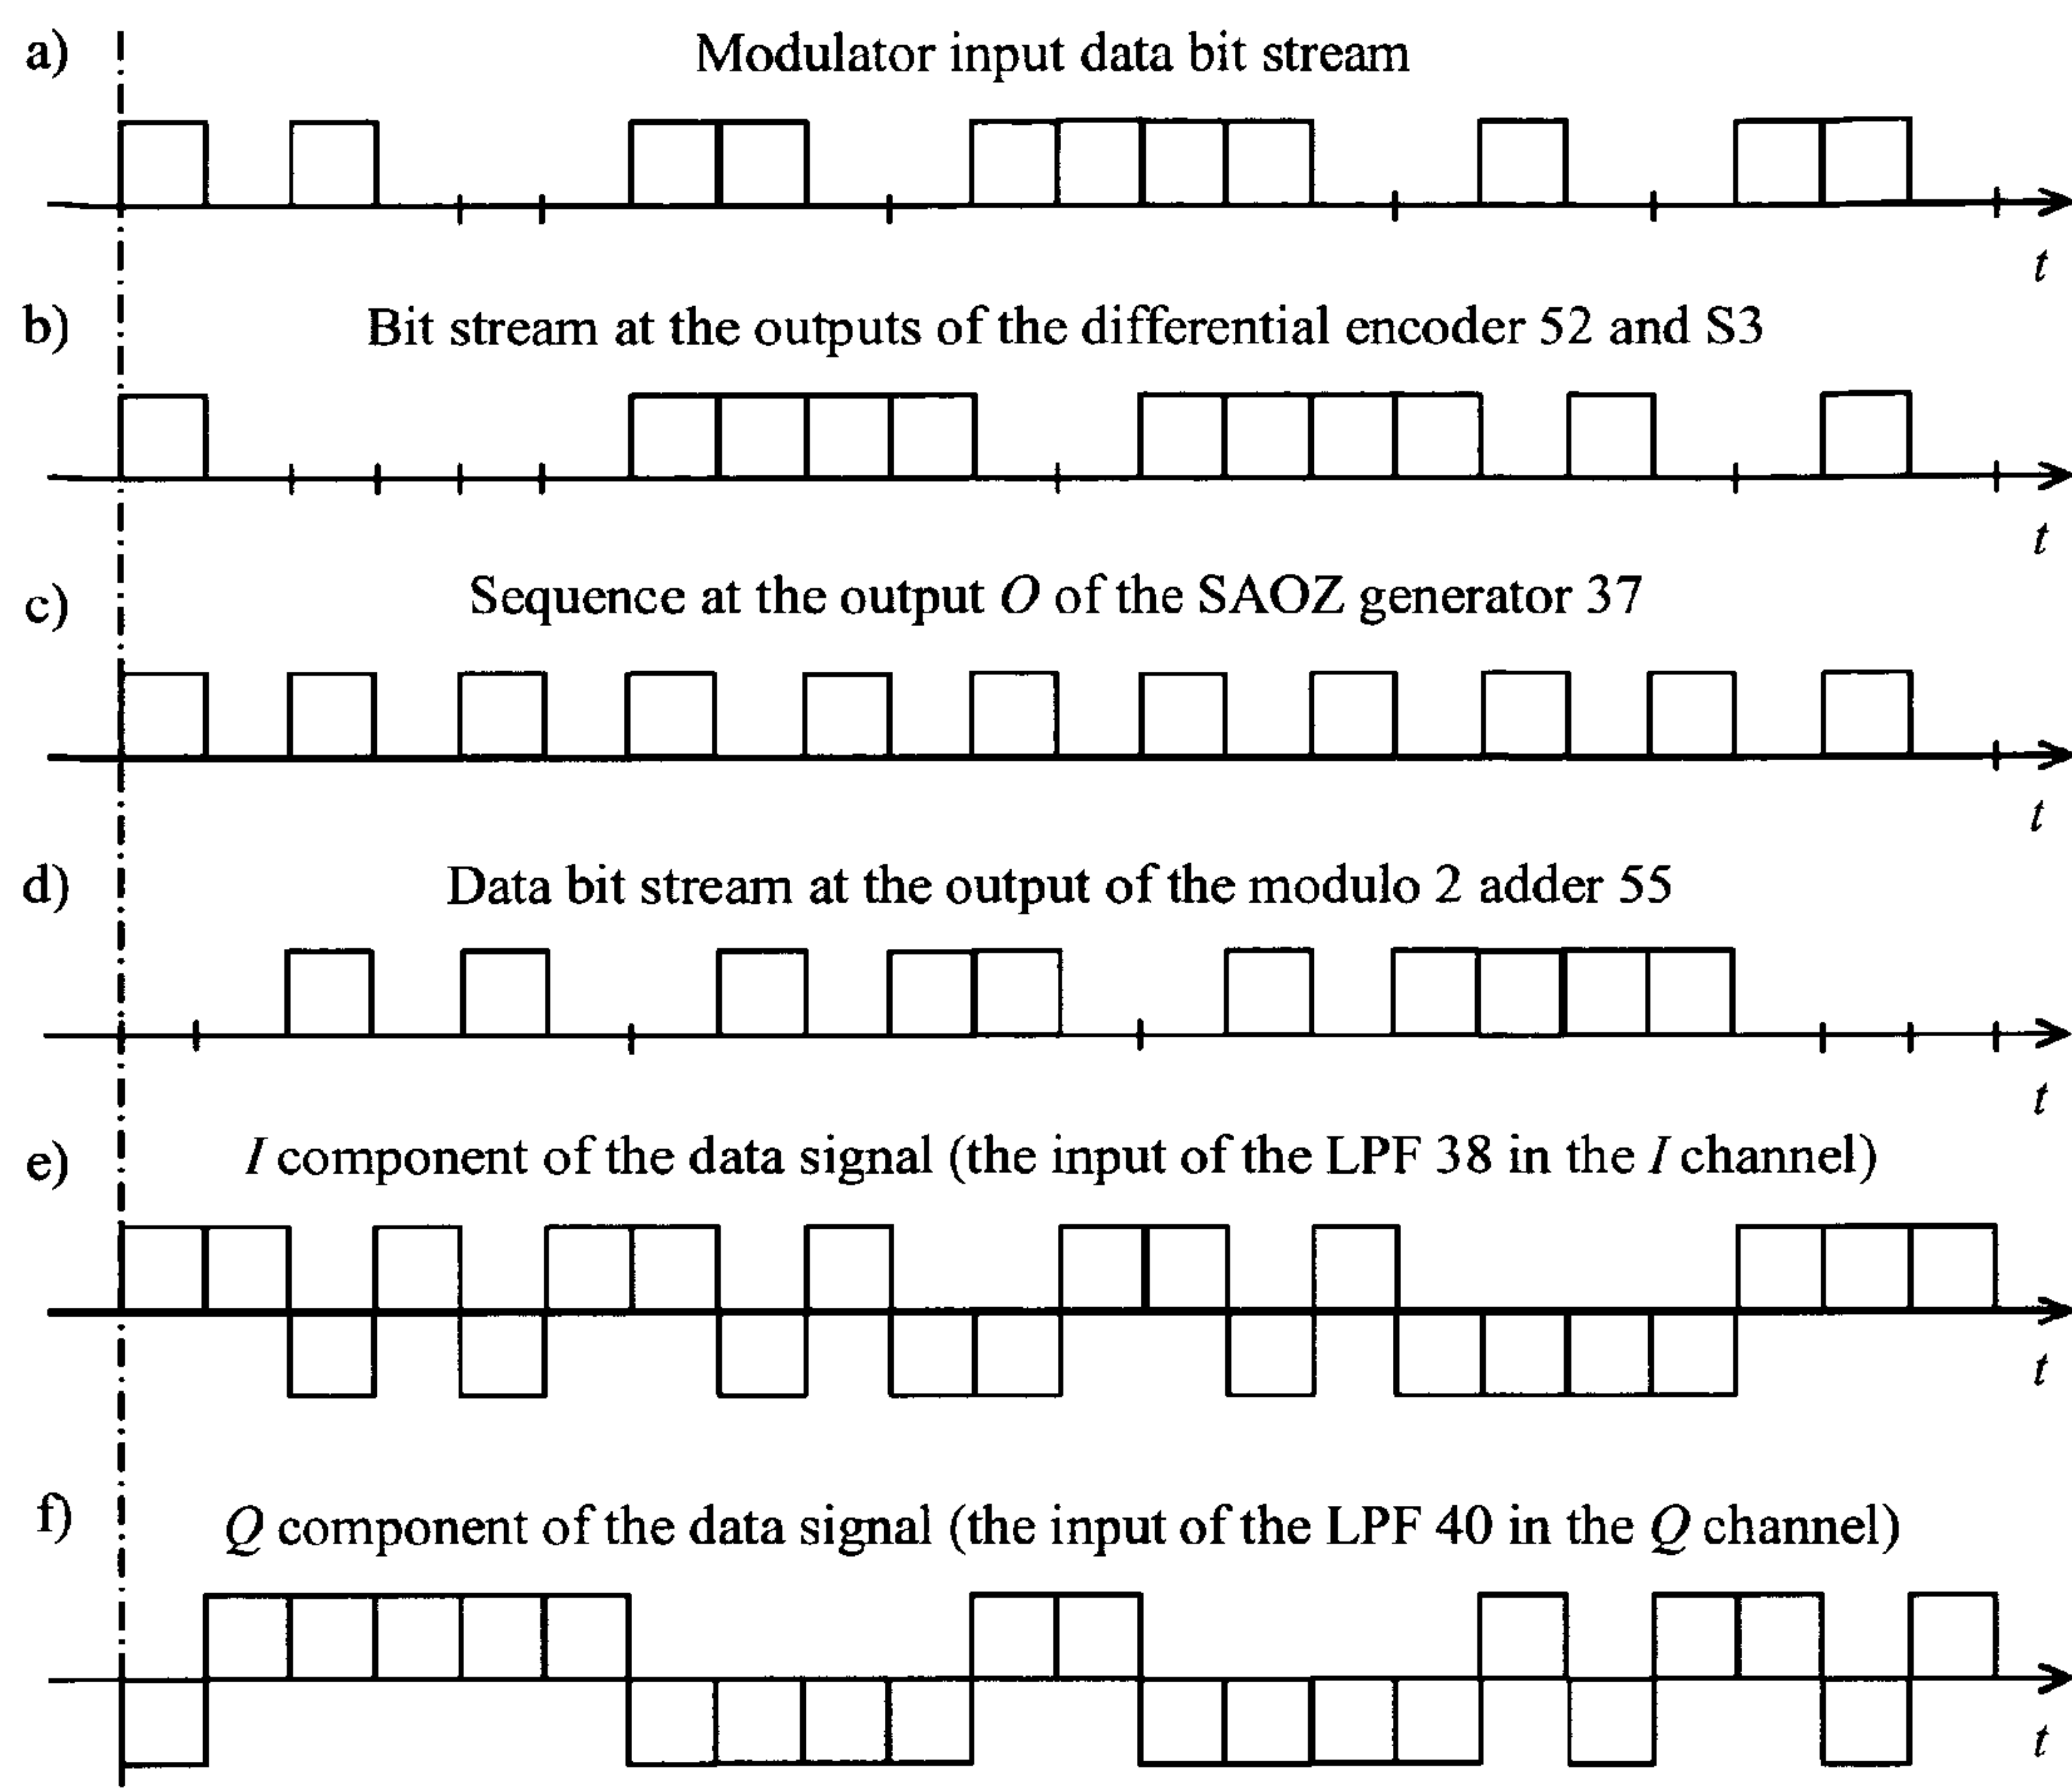 a) Modulator input data bit stream
t
b) Bit stream at the outputs of the differential encoder 52 and S3
t
c) Sequence at the output O of the SAOZ generator 37
t
d) Data bit stream at the output of the modulo 2 adder 55
t
e) I component of the data signal (the input of the LPF 38 in the I channel)
t
f) Q component of the data signal (the input of the LPF 40 in the Q channel)
t